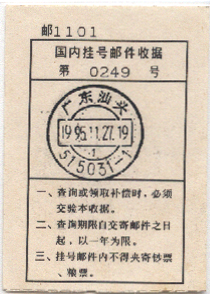 邮1101
国内挂号邮件收据
第 0249 号
广东汕头
1995.11.27.19
515031-1
一、查询或领取补偿时，必须
交验本收据。
二、查询期限自交寄邮件之日
起，以一年为限。
三、挂号邮件内不得夹寄钞票
、粮票。